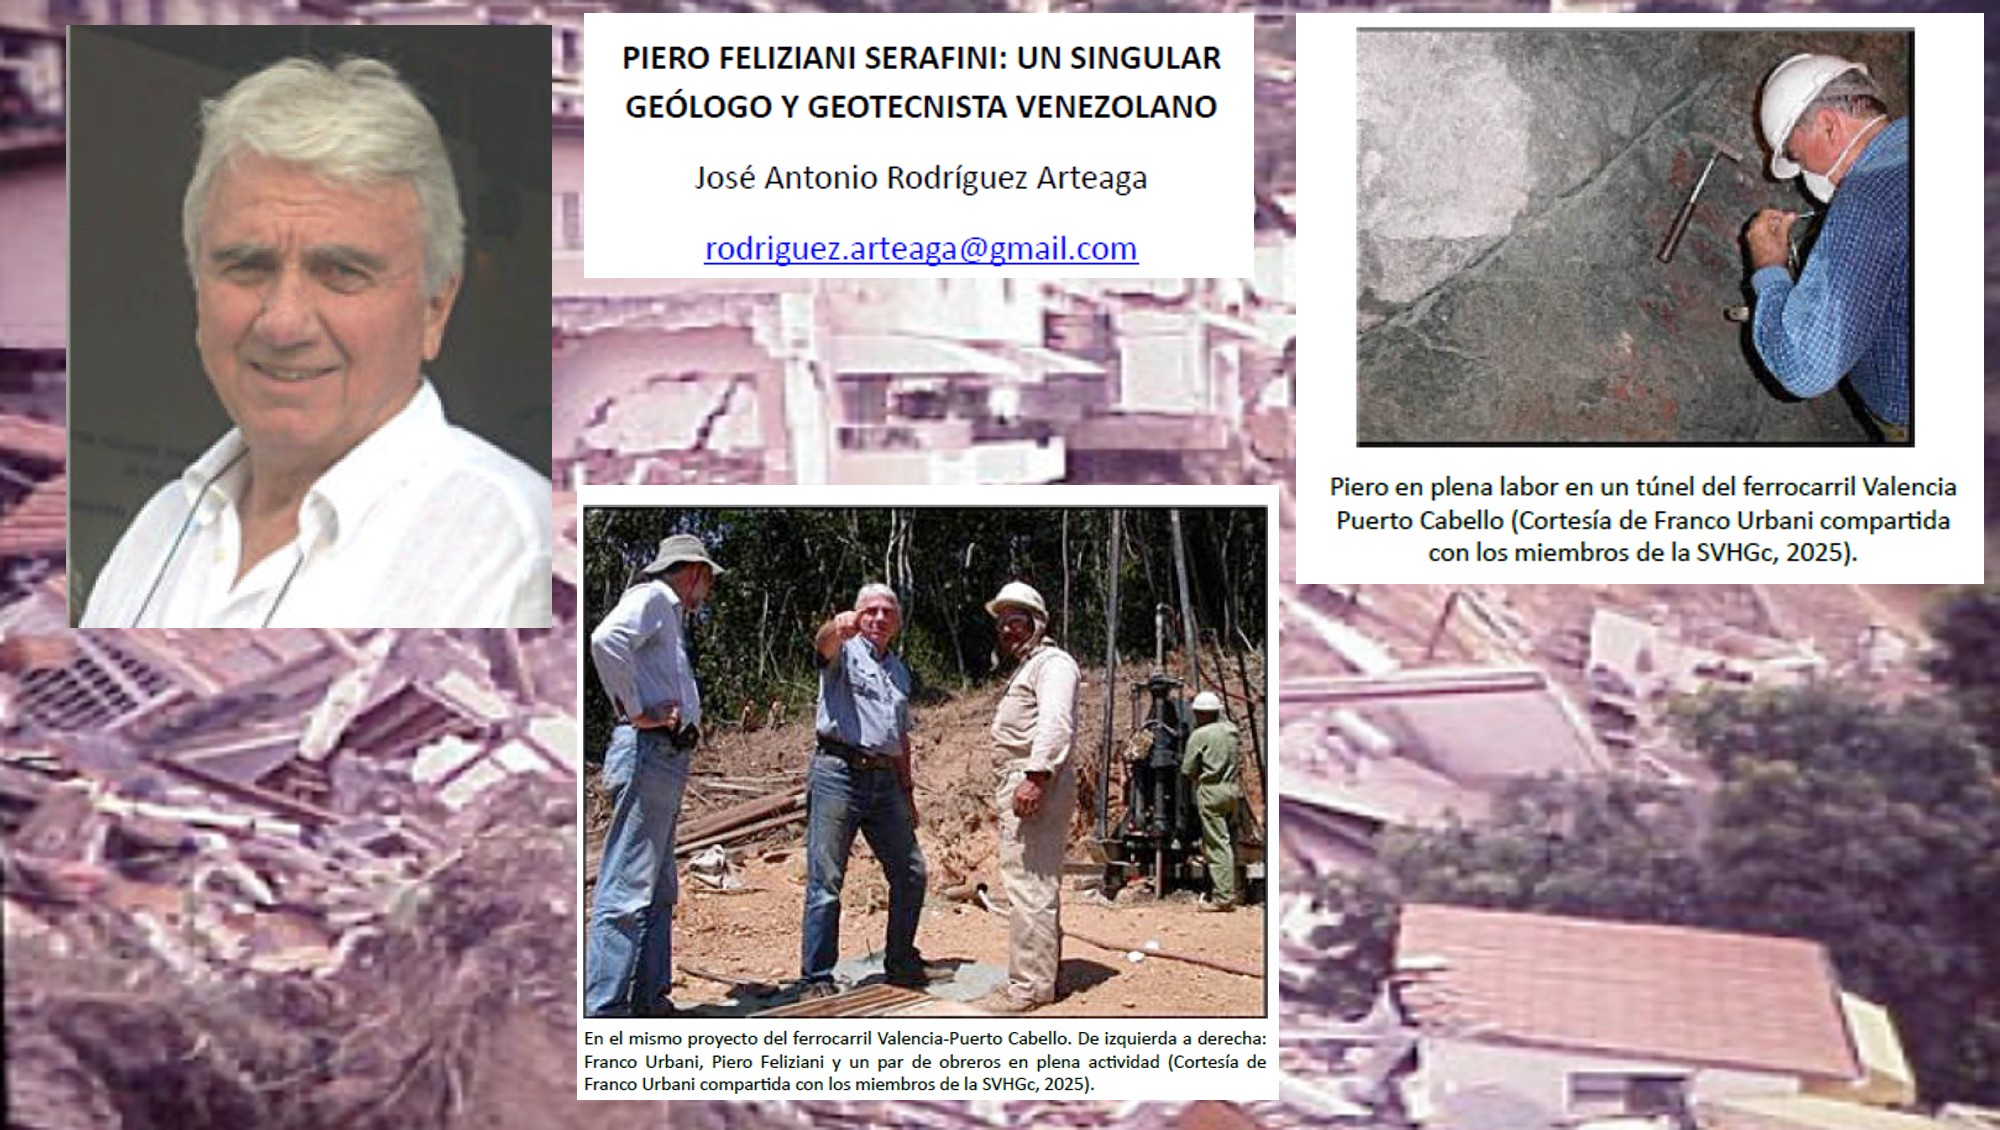 PIERO FELIZIANI SERAFINI: UN SINGULAR
GEÓLOGO Y GEOTECNISTA VENEZOLANO
José Antonio Rodríguez Arteaga
rodriguez.arteaga@gmail.com
Piero en plena labor en un túnel del ferrocarril Valencia
Puerto Cabello (Cortesía de Franco Urbani compartida
con los miembros de la SVHGc, 2025).
En el mismo proyecto del ferrocarril Valencia-Puerto Cabello. De izquierda a derecha:
Franco Urbani, Piero Feliziani y un par de obreros en plena actividad (Cortesía de
Franco Urbani compartida con los miembros de la SVHGc, 2025).